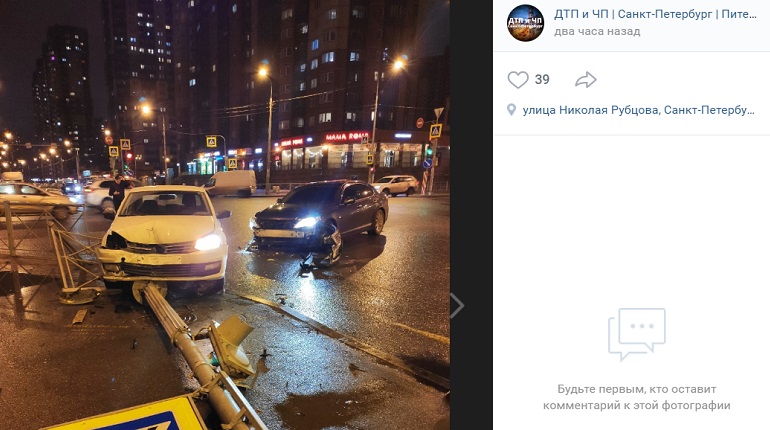 ДТП и ЧП | Санкт-Петербург | Пите...
два часа назад
39
улица Николая Рубцова, Санкт-Петербу...
MAMA ROMA
Будьте первым, кто оставит
комментарий к этой фотографии